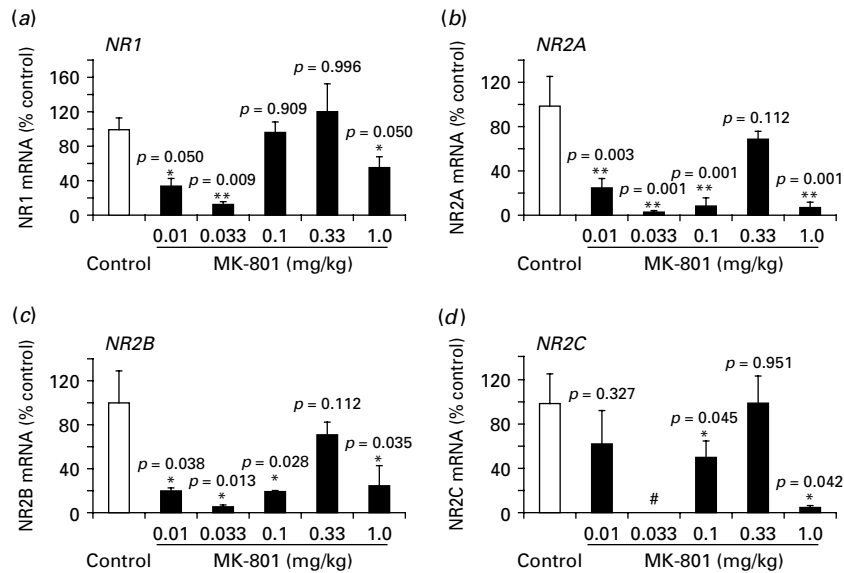 (a)
NR1
NR1 mRNA (% control)
160
120
80
40
0
p = 0.050
*
p = 0.009
**
p = 0.909
p = 0.996
p = 0.050
*
0.01 0.033 0.1 0.33 1.0
Control MK-801 (mg/kg)
(b)
NR2A
NR2A mRNA (% control)
120
80
40
0
p = 0.003
**
p = 0.001
**
p = 0.001
**
p = 0.112
p = 0.001
**
0.01 0.033 0.1 0.33 1.0
Control MK-801 (mg/kg)
(c)
NR2B
NR2B mRNA (% control)
120
80
40
0
p = 0.038
*
p = 0.013
*
p = 0.028
*
p = 0.112
p = 0.035
*
0.01 0.033 0.1 0.33 1.0
Control MK-801 (mg/kg)
(d)
NR2C
NR2C mRNA (% control)
120
80
40
0
p = 0.327
#
p = 0.045
*
p = 0.951
p = 0.042
*
0.01 0.033 0.1 0.33 1.0
Control MK-801 (mg/kg)